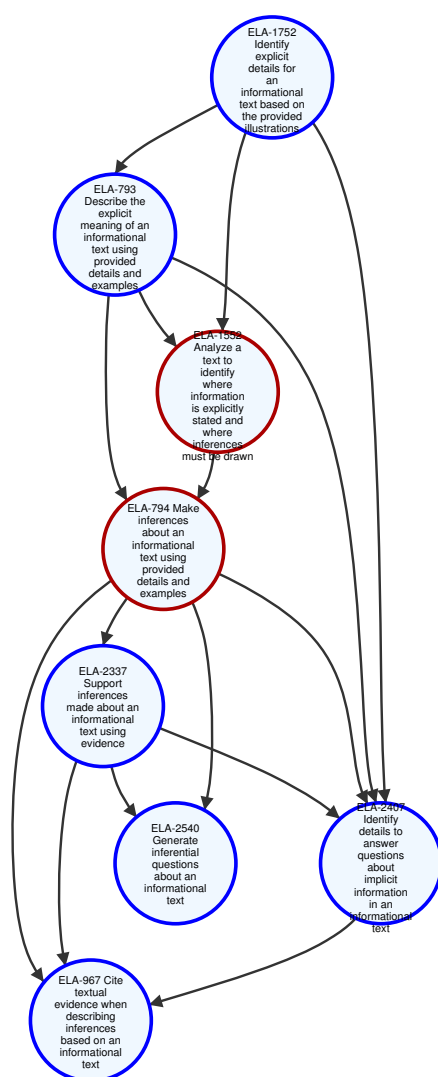 ELA-1752
Identify
explicit
details for
an
informational
text based on
the provided
illustrations
ELA-793
Describe the
explicit
meaning of an
informational
text using
provided
details and
examples
ELA-1552
Analyze a
text to
identify
where
information
is explicitly
stated and
where
inferences
must be drawn
ELA-794 Make
inferences
about an
informational
text using
provided
details and
examples
ELA-2337
Support
inferences
made about an
informational
text using
evidence
ELA-2540
Generate
inferential
questions
about an
informational
text
ELA-2407
Identify
details to
answer
questions
about
implicit
information
in an
informational
text
ELA-967 Cite
textual
evidence when
describing
inferences
based on an
informational
text